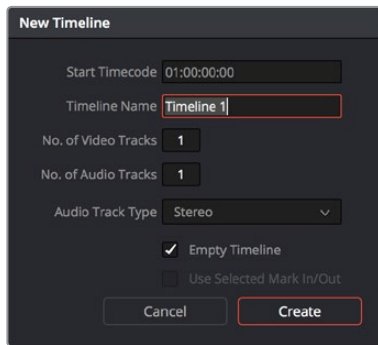 New Timeline
Start Timecode 01:00:00:00
Timeline Name Timeline 1
No. of Video Tracks 1
No. of Audio Tracks 1
Audio Track Type Stereo
Empty Timeline
Use Selected Mark In/Out
Cancel Create